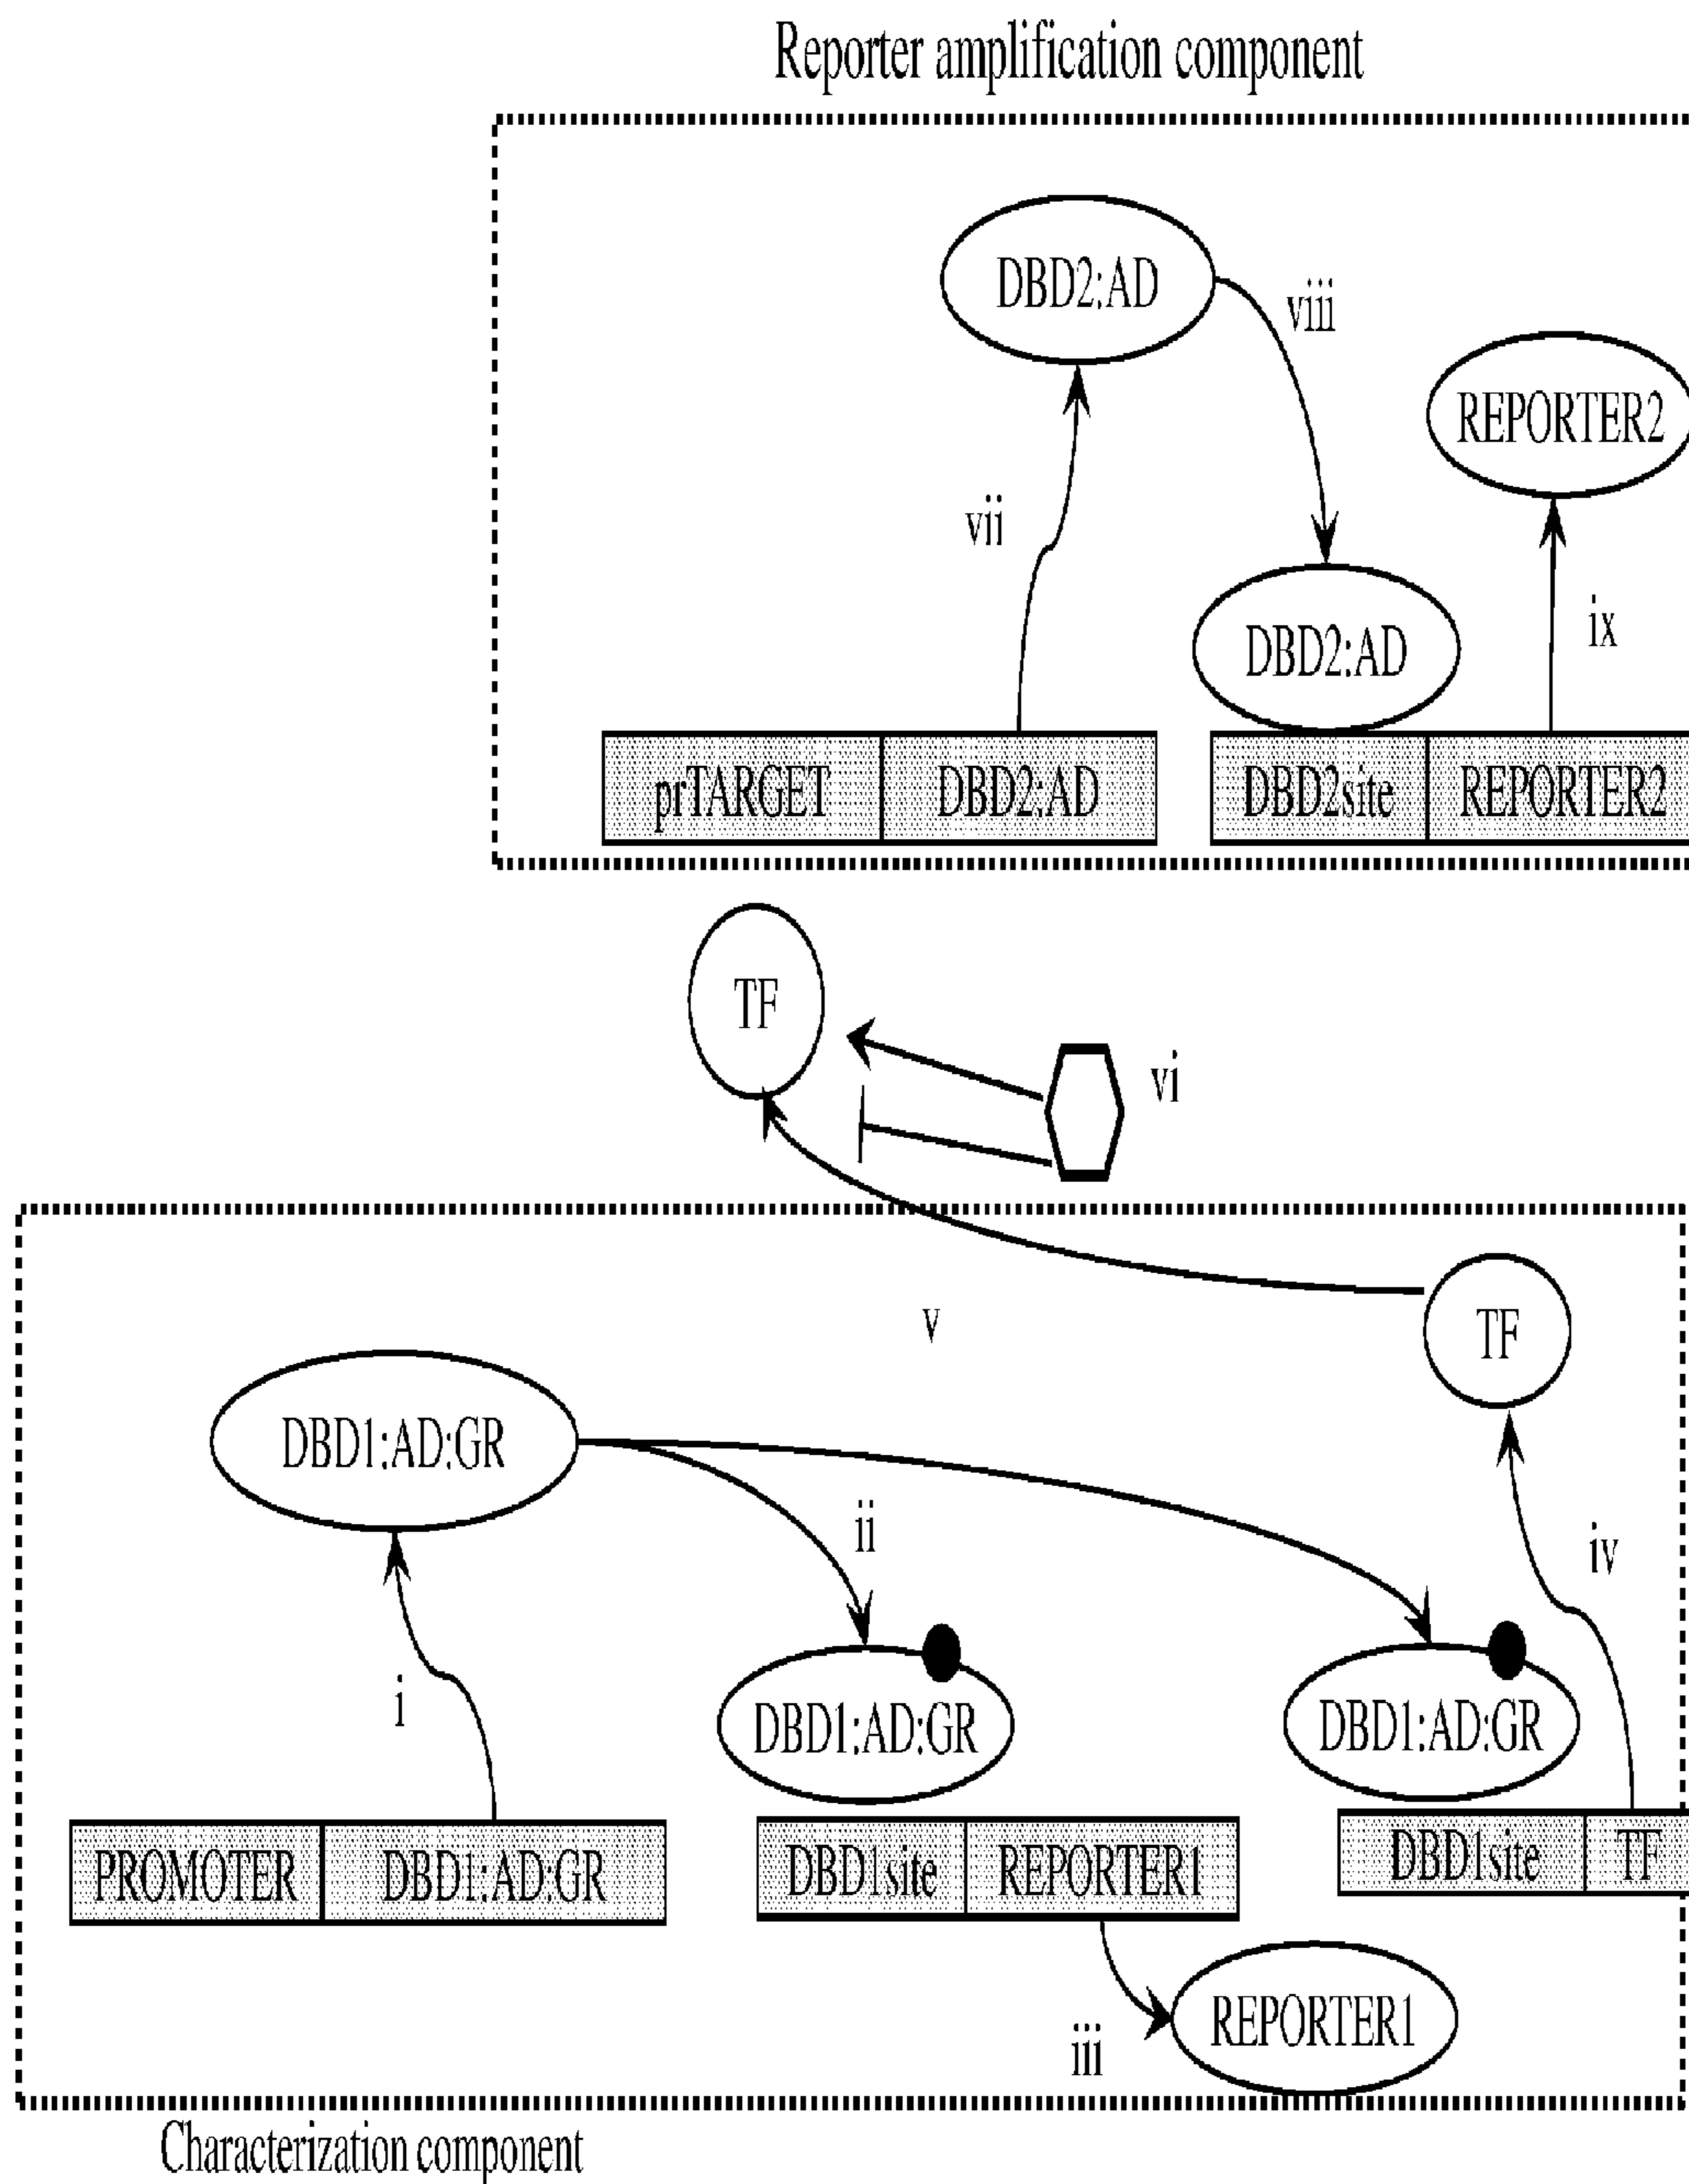 Reporter amplification component
DBD2:AD
viii
REPORTER2
vii
DBD2:AD
ix
prTARGET
DBD2:AD
DBD2site
REPORTER2
TF
vi
TF
v
DBD1:AD:GR
ii
iv
i
DBD1:AD:GR
DBD1:AD:GR
PROMOTER
DBD1:AD:GR
DBD1site
REPORTER1
DBD1site
TF
REPORTER1
iii
Characterization component